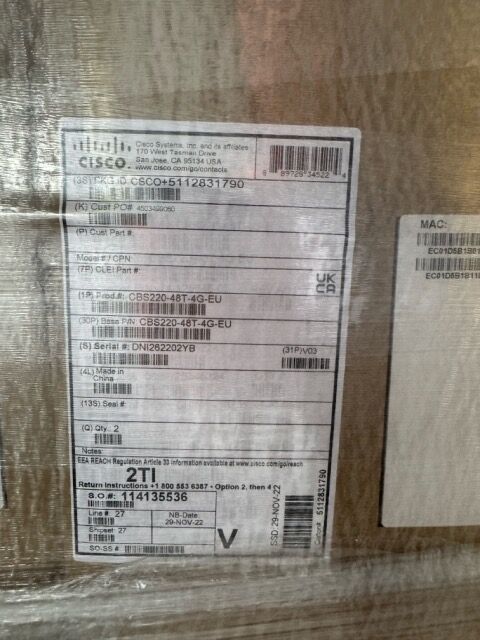 CISCO
Cisco Systems, Inc. and its affiliates
170 West Tasman Drive
San Jose, CA 95134 USA
www.cisco.com/go/contacts
(3S) PKG ID CSCO+5112831790
(K) Cust PO#
(P) Cust Part #:
Model # / CPN:
(7P) CLEI Part #:
UK
CA
(1P) Prod.#: CBS220-48T-4G-EU
(30P) Base P/N: CBS220-48T-4G-EU
(S) Serial #: DNI262202YB
(31P)V03
(4L) Made in
China
(13S) Seal #:
(Q) Qty.: 2
Notes:
EEA REACH Regulation Article 33 information available at www.cisco.com/go/reach
2TI
Return Instructions +1 800 553 6387 - Option 2, then 4
S.O.#: 114135536
Line #: 27
NB-Date:
29-NOV-22
Shipset: 27
SO-SS #
V
SSD: 29-NOV-22
Carton#:
5112831790
MAC: